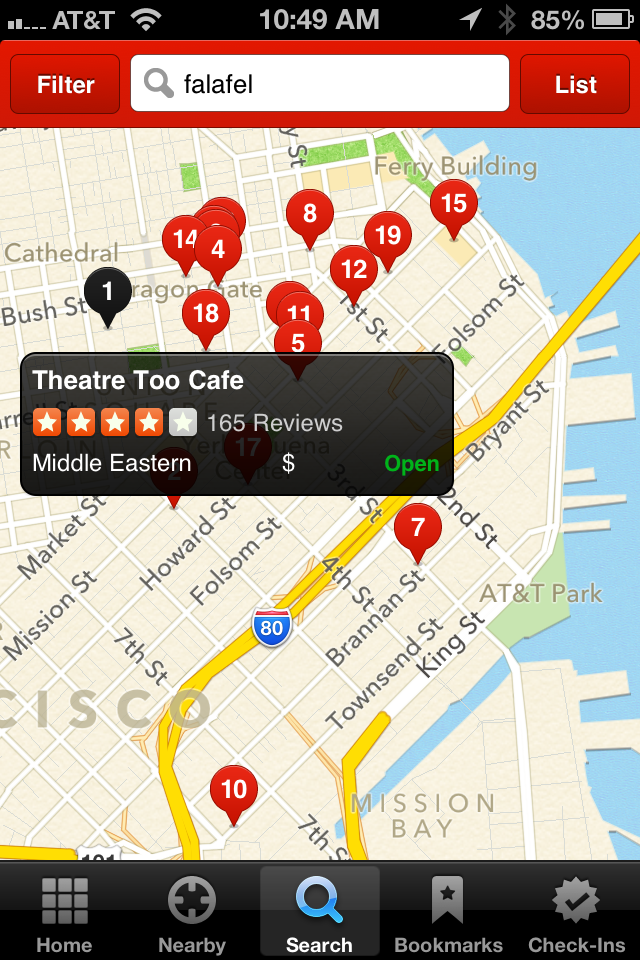 AT&T 10:49 AM 85%
Filter falafel List
Ferry Building
15
8
14
4
19
Cathedral
12
1
ragon Gate
Bush St
18
11
1st St
5
Folsom St
Theatre Too Cafe
165 Reviews
Middle Eastern $ Open
17
2
Bryant St
3rd St
2nd St
Market St
Howard St
7
Folsom St
4th St
AT&T Park
Mission St
Brannan St
80
King St
7th St
Townsend St
CISCO
10
MISSION
BAY
7th St
101
Home Nearby Search Bookmarks Check-Ins